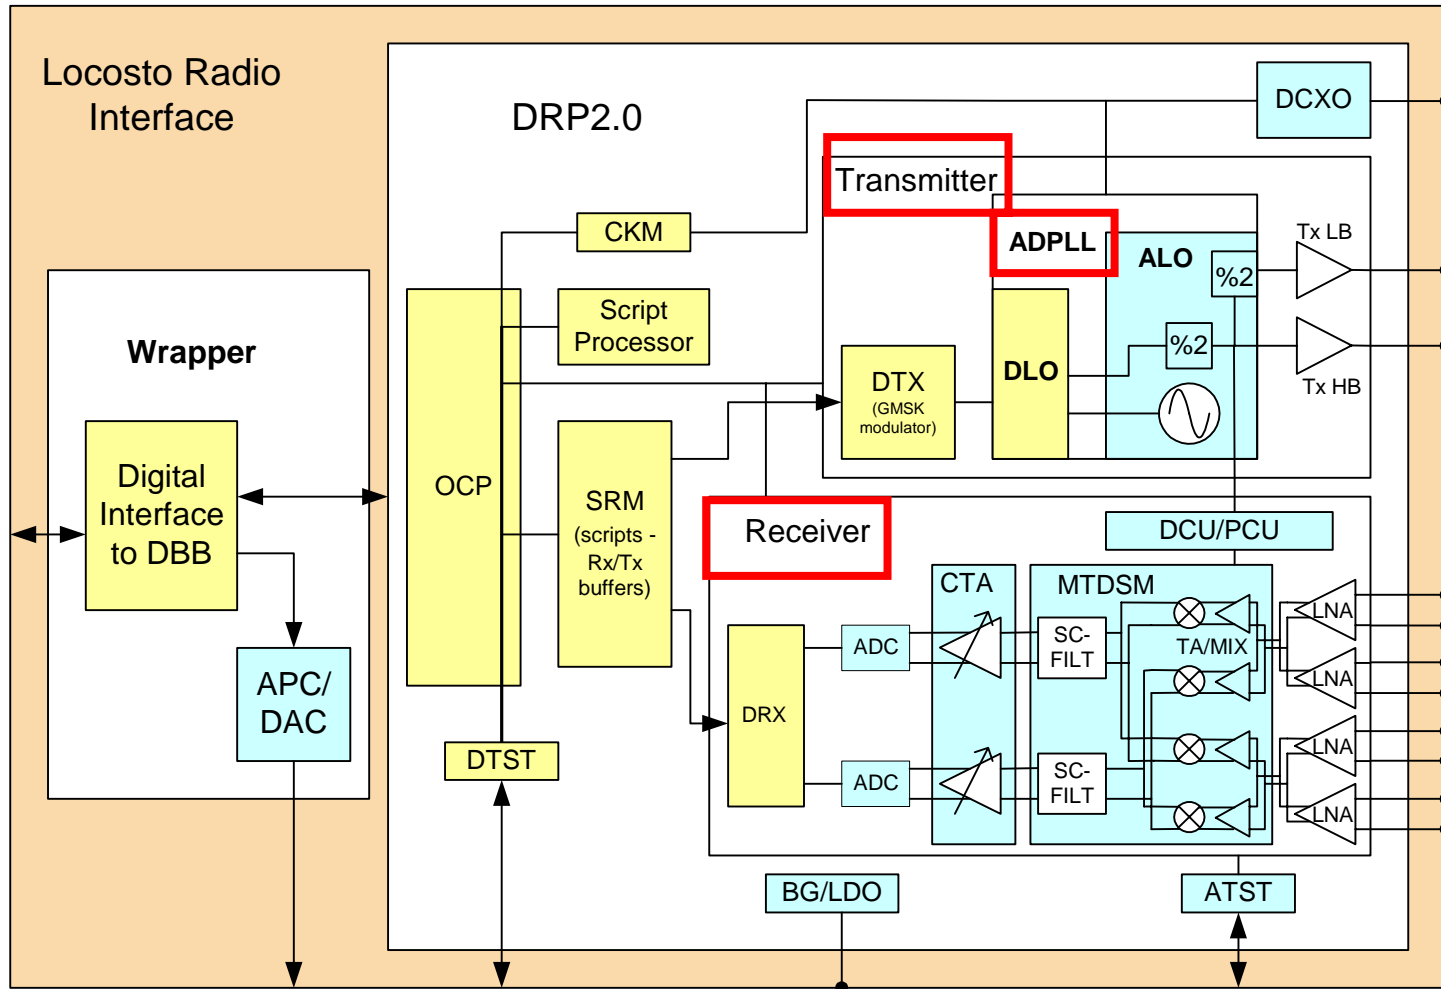 Locosto Radio
Interface
DRP2.0
DCXO
Transmitter
CKM
ADPLL
ALO
Tx LB
%2
Script
Processor
Wrapper
%2
DLO
DTX
(GMSK
modulator)
Tx HB
Digital
Interface
to DBB
OCP
SRM
(scripts -
Rx/Tx
buffers)
Receiver
DCU/PCU
CTA
MTDSM
LNA
ADC
SC-
FILT
TA/MIX
LNA
APC/
DAC
DRX
DTST
LNA
ADC
SC-
FILT
LNA
BG/LDO
ATST